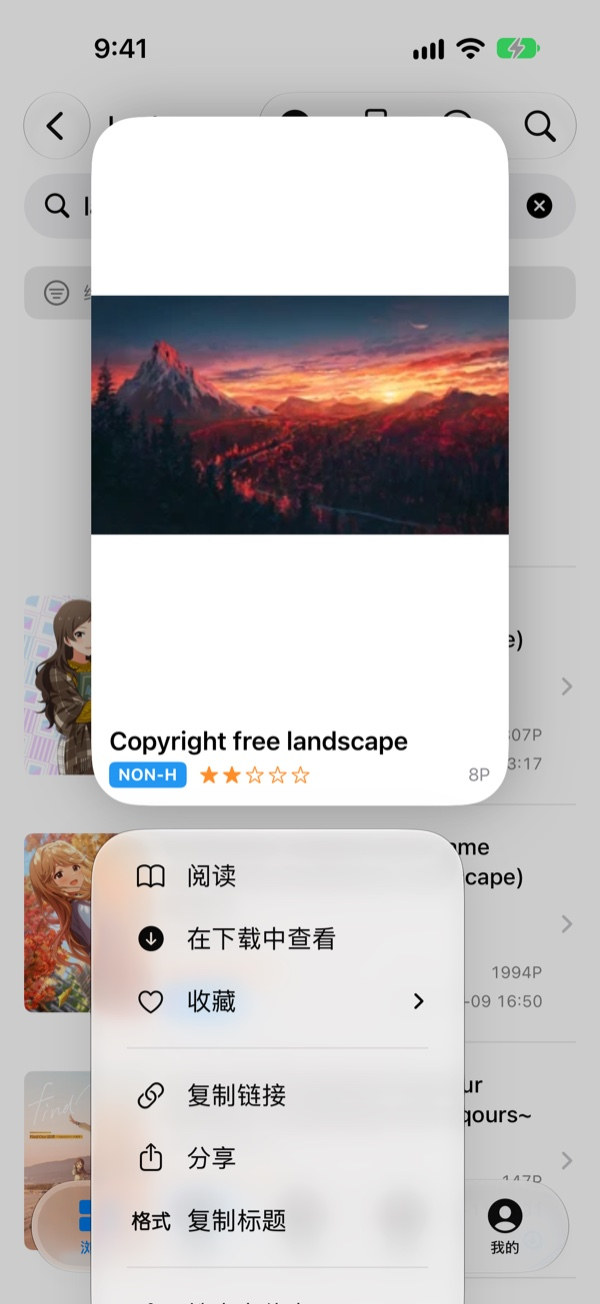 9:41
Copyright free landscape
NON-H
8P
e)
07P
3:17
me
cape)
1994P
-09 16:50
ur
qours~
147P
阅读
在下载中查看
收藏
复制链接
分享
格式 复制标题
我的